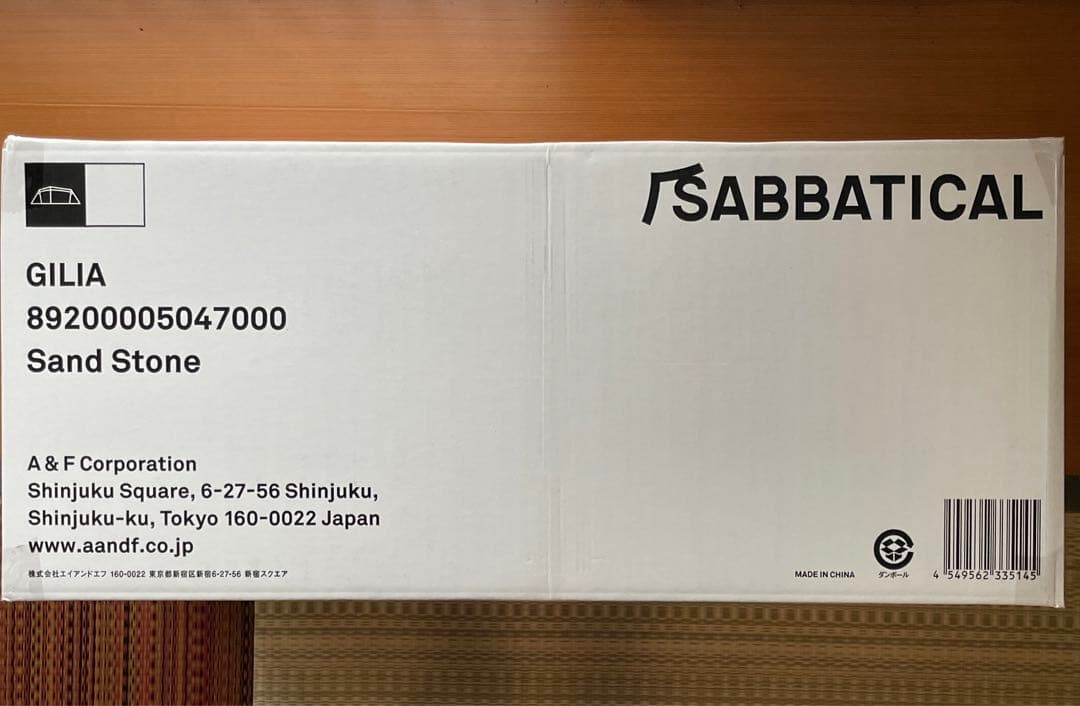 SABBATICAL
GILIA
89200005047000
Sand Stone
A & F Corporation
Shinjuku Square, 6-27-56 Shinjuku,
Shinjuku-ku, Tokyo 160-0022 Japan
www.aandf.co.jp
株式会社エイアンドエフ 160-0022 東京都新宿区新宿6-27-56 新宿スクエア
MADE IN CHINA
ダンボール
4 549562 335145